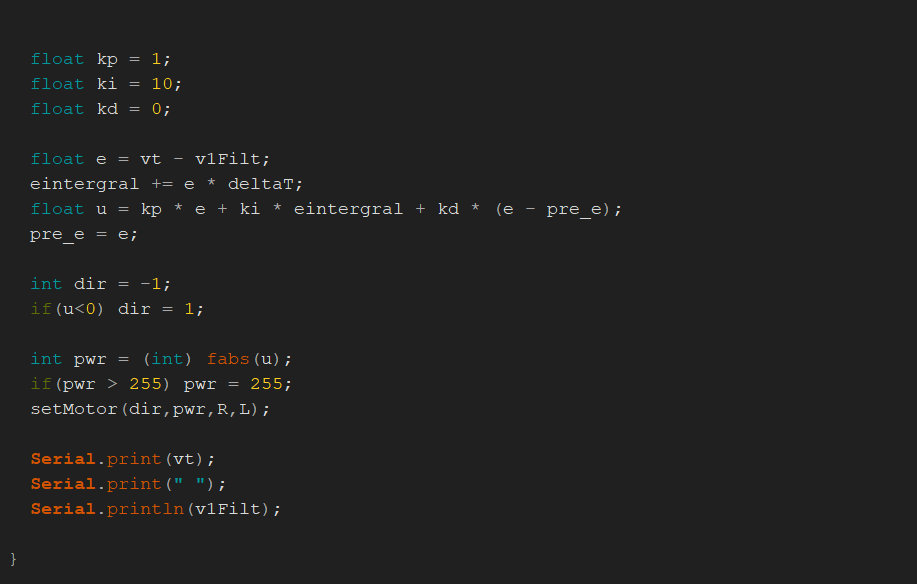 float kp = 1;
float ki = 10;
float kd = 0;
float e = vt - v1Filt;
eintergral += e * deltaT;
float u = kp * e + ki * eintergral + kd * (e - pre_e);
pre_e = e;
int dir = -1;
if(u<0) dir = 1;
int pwr = (int) fabs(u);
if(pwr > 255) pwr = 255;
setMotor(dir,pwr,R,L);
Serial.print(vt);
Serial.print(" ");
Serial.println(v1Filt);
}